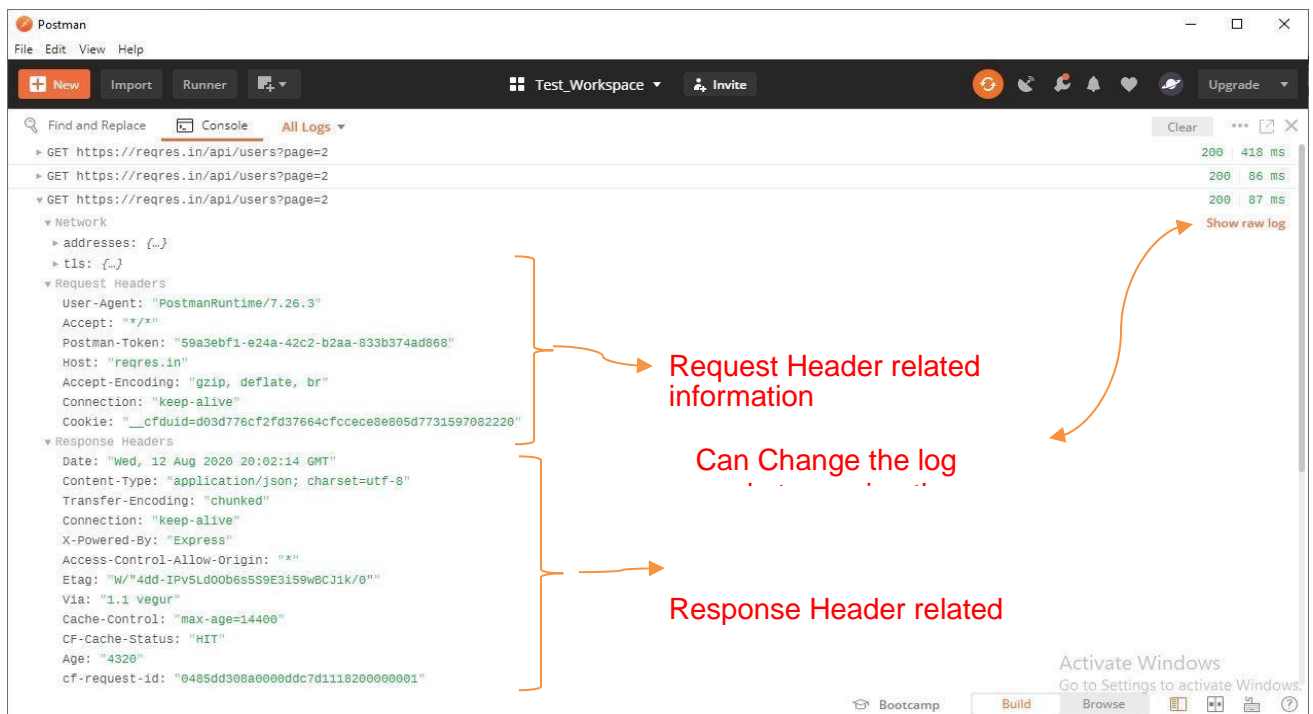 Postman
File Edit View Help
New Import Runner Test_Workspace Invite Upgrade
Find and Replace Console All Logs Clear
GET https://reqres.in/api/users?page=2 200 418 ms
GET https://reqres.in/api/users?page=2 200 86 ms
GET https://reqres.in/api/users?page=2 200 87 ms
Network Show raw log
addresses: {…}
tls: {…}
Request Headers
User-Agent: "PostmanRuntime/7.26.3"
Accept: "*/*"
Postman-Token: "59a3ebf1-e24a-42c2-b2aa-833b374ad868"
Host: "reqres.in"
Accept-Encoding: "gzip, deflate, br"
Connection: "keep-alive"
Cookie: "__cfduid=d03d776cf2fd37664cfccece8e805d7731597082220"
Request Header related
information
Response Headers
Date: "Wed, 12 Aug 2020 20:02:14 GMT"
Content-Type: "application/json; charset=utf-8"
Transfer-Encoding: "chunked"
Connection: "keep-alive"
X-Powered-By: "Express"
Access-Control-Allow-Origin: "*"
Etag: "W/"4dd-IPv5LdOOb6s5S9E3i59wBCJ1k/0""
Via: "1.1 vegur"
Cache-Control: "max-age=14400"
CF-Cache-Status: "HIT"
Age: "4320"
cf-request-id: "0485dd308a0000ddc7d1118200000001"
Can Change the log
Response Header related
Activate Windows
Go to Settings to activate Windows.
Bootcamp Build Browse